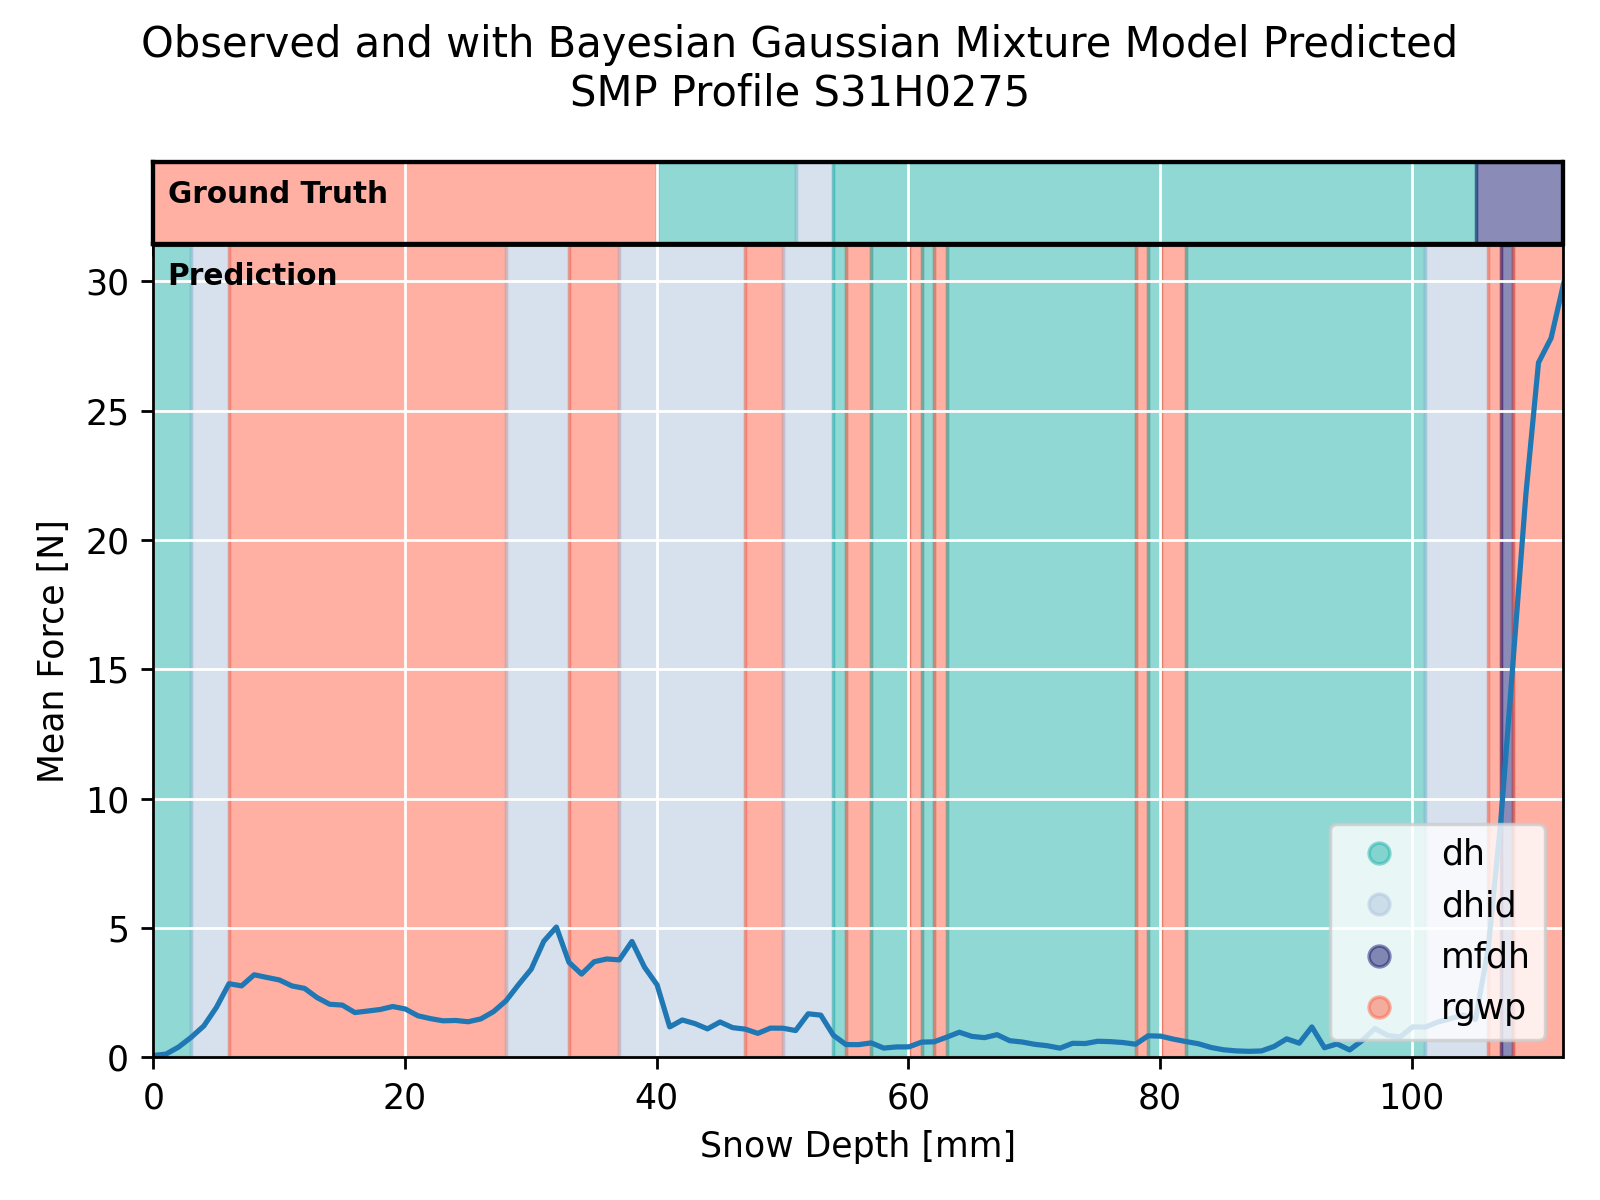 Observed and with Bayesian Gaussian Mixture Model Predicted
SMP Profile S31H0275
Ground Truth
Prediction
30
25
20
15
10
5
0
Mean Force [N]
dh
dhid
mfdh
rgwp
0 20 40 60 80 100
Snow Depth [mm]